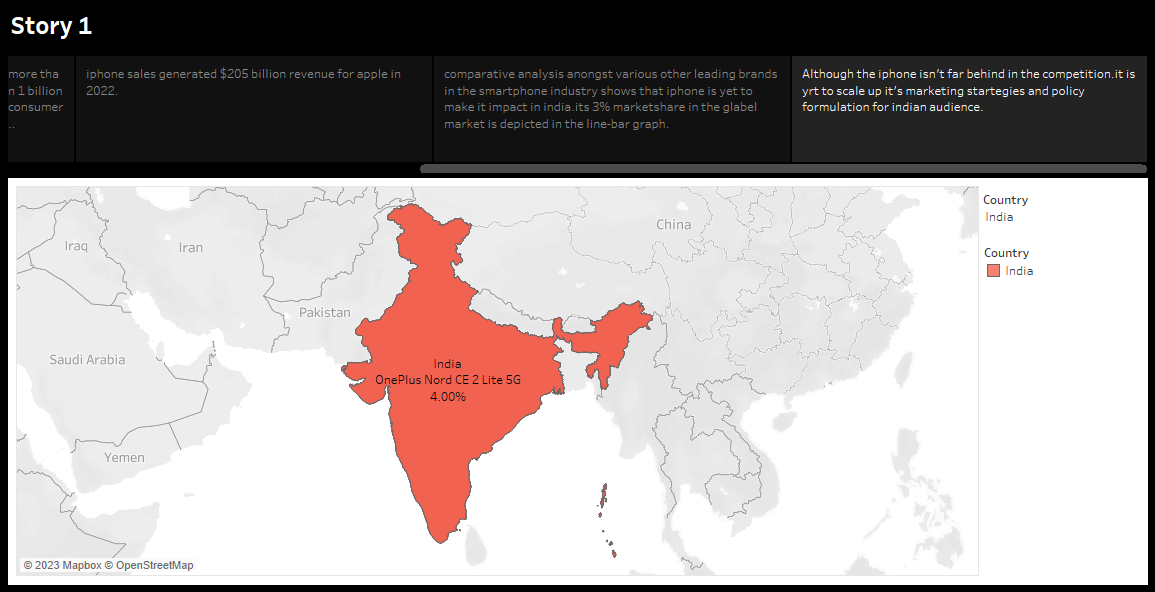 Story 1
more tha
n 1 billion
consumer
..
iphone sales generated $205 billion revenue for apple in
2022.
comparative analysis anongst various other leading brands
in the smartphone industry shows that iphone is yet to
make it impact in india.its 3% marketshare in the glabel
market is depicted in the line-bar graph.
Although the iphone isn't far behind in the competition.it is
yrt to scale up it's marketing startegies and policy
formulation for indian audience.
China
Iraq
Iran
Pakistan
Saudi Arabia
India
OnePlus Nord CE 2 Lite 5G
4.00%
Yemen
© 2023 Mapbox © OpenStreetMap
Country
India
Country
India